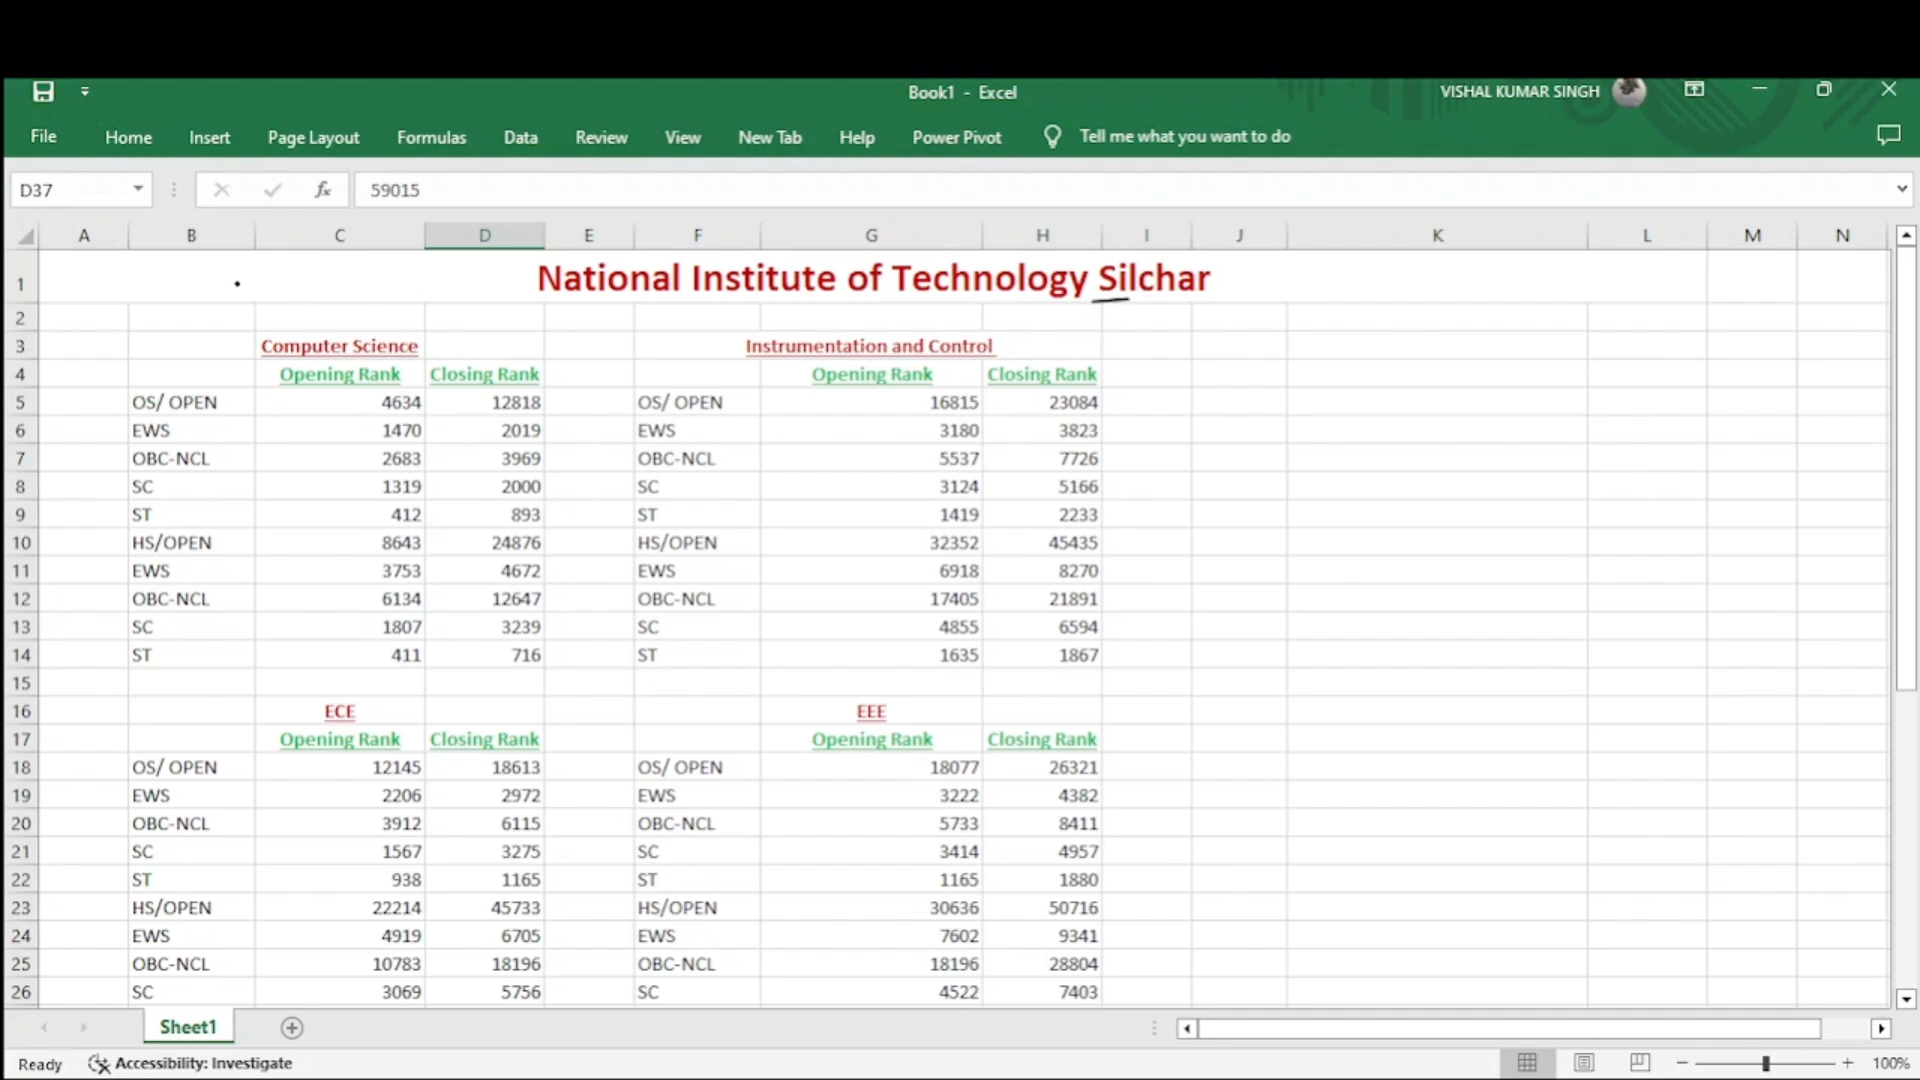 Book1 - Excel
VISHAL KUMAR SINGH
File Home Insert Page Layout Formulas Data Review View New Tab Help Power Pivot Tell me what you want to do
D37 fx 59015
A B C D E F G H I J K L M N
1 National Institute of Technology Silchar
2
3 Computer Science Instrumentation and Control
4 Opening Rank Closing Rank Opening Rank Closing Rank
5 OS/ OPEN 4634 12818 OS/ OPEN 16815 23084
6 EWS 1470 2019 EWS 3180 3823
7 OBC-NCL 2683 3969 OBC-NCL 5537 7726
8 SC 1319 2000 SC 3124 5166
9 ST 412 893 ST 1419 2233
10 HS/OPEN 8643 24876 HS/OPEN 32352 45435
11 EWS 3753 4672 EWS 6918 8270
12 OBC-NCL 6134 12647 OBC-NCL 17405 21891
13 SC 1807 3239 SC 4855 6594
14 ST 411 716 ST 1635 1867
15
16 ECE EEE
17 Opening Rank Closing Rank Opening Rank Closing Rank
18 OS/ OPEN 12145 18613 OS/ OPEN 18077 26321
19 EWS 2206 2972 EWS 3222 4382
20 OBC-NCL 3912 6115 OBC-NCL 5733 8411
21 SC 1567 3275 SC 3414 4957
22 ST 938 1165 ST 1165 1880
23 HS/OPEN 22214 45733 HS/OPEN 30636 50716
24 EWS 4919 6705 EWS 7602 9341
25 OBC-NCL 10783 18196 OBC-NCL 18196 28804
26 SC 3069 5756 SC 4522 7403
Sheet1
Ready Accessibility: Investigate 100%